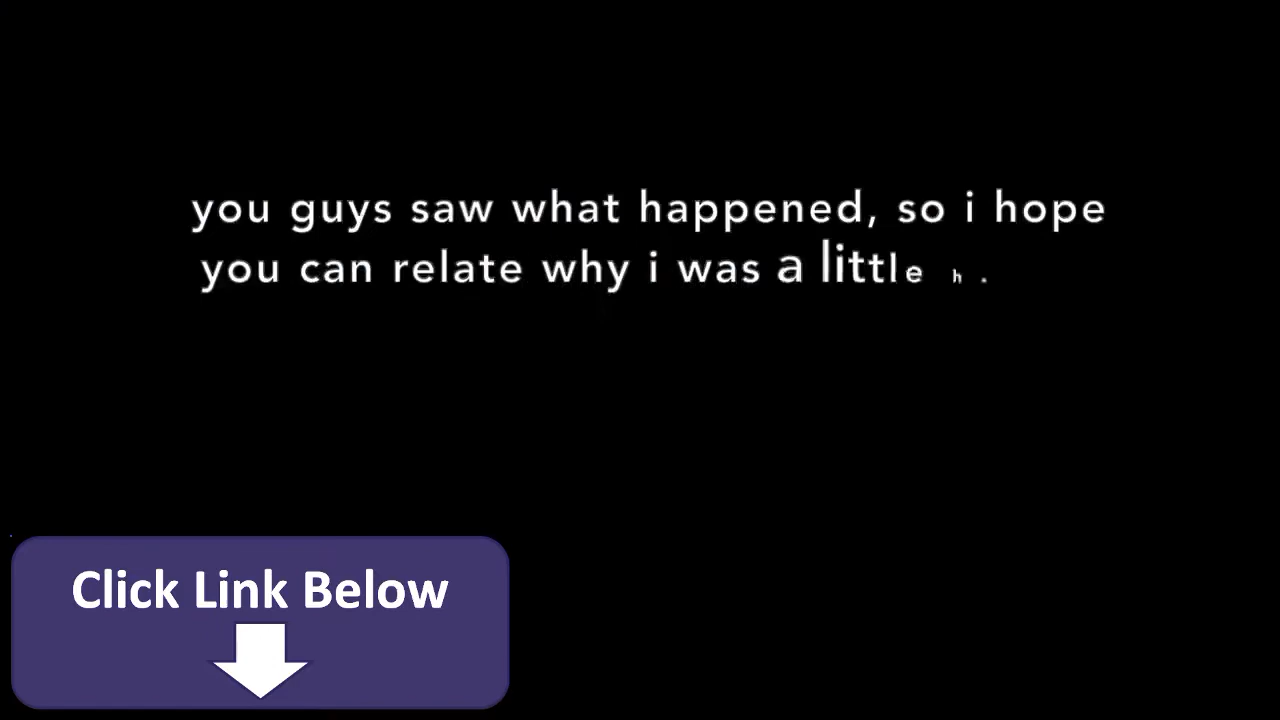 you guys saw what happened, so i hope
you can relate why i was a little
Click Link Below